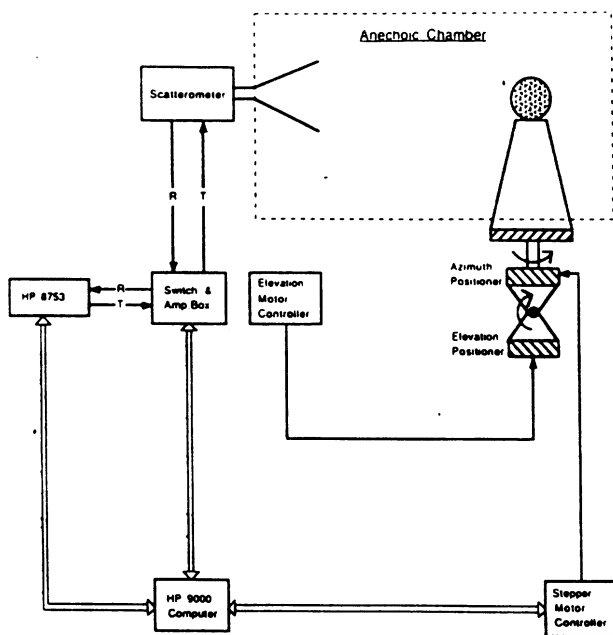 Anechoic Chamber
Scatterometer
R
T
R
T
HP 8753
Switch &
Amp Box
Elevation
Motor
Controller
Azimuth
Positioner
Elevation
Positioner
HP 9000
Computer
Stepper
Motor
Controller